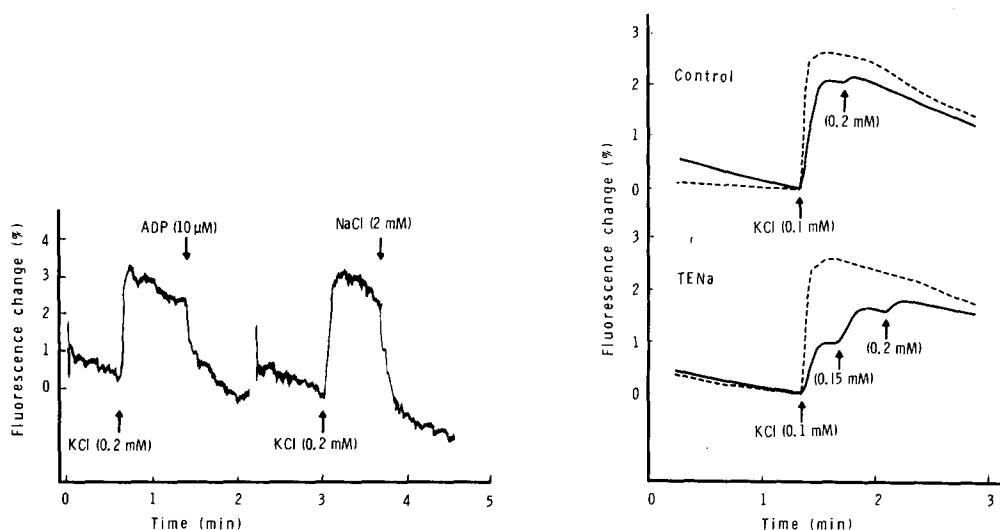 Fluorescence change (%)
4
3
2
1
0
ADP (10 μM)
NaCl (2 mM)
KCl (0.2 mM)
KCl (0.2 mM)
0 1 2 3 4 5
Time (min)
Fluorescence change (%)
3
2
1
0
Control
(0.2 mM)
KCl (0.1 mM)
3
2
1
0
TENa
(0.2 mM)
(0.15 mM)
KCl (0.1 mM)
0 1 2 3
Time (min)